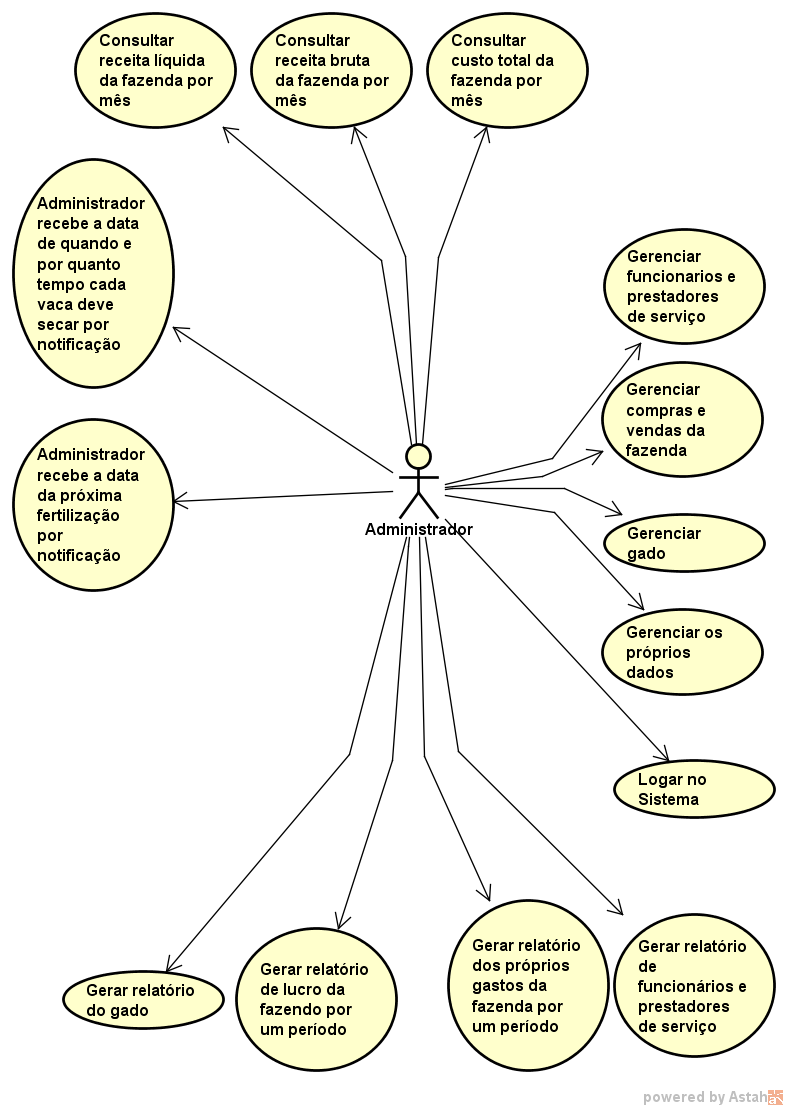 Consultar
receita líquida
da fazenda por
mês
Consultar
receita bruta
da fazenda por
mês
Consultar
custo total da
fazenda por
mês
Administrador
recebe a data
de quando e
por quanto
tempo cada
vaca deve
secar por
notificação
Gerenciar
funcionarios e
prestadores
de serviço
Gerenciar
compras e
vendas da
fazenda
Administrador
recebe a data
da próxima
fertilização
por
notificação
Administrador
Gerenciar
gado
Gerenciar os
próprios
dados
Logar no
Sistema
Gerar relatório
do gado
Gerar relatório
de lucro da
fazendo por
um período
Gerar relatório
dos próprios
gastos da
fazenda por
um período
Gerar relatório
de
funcionários e
prestadores
de serviço
powered by Astah